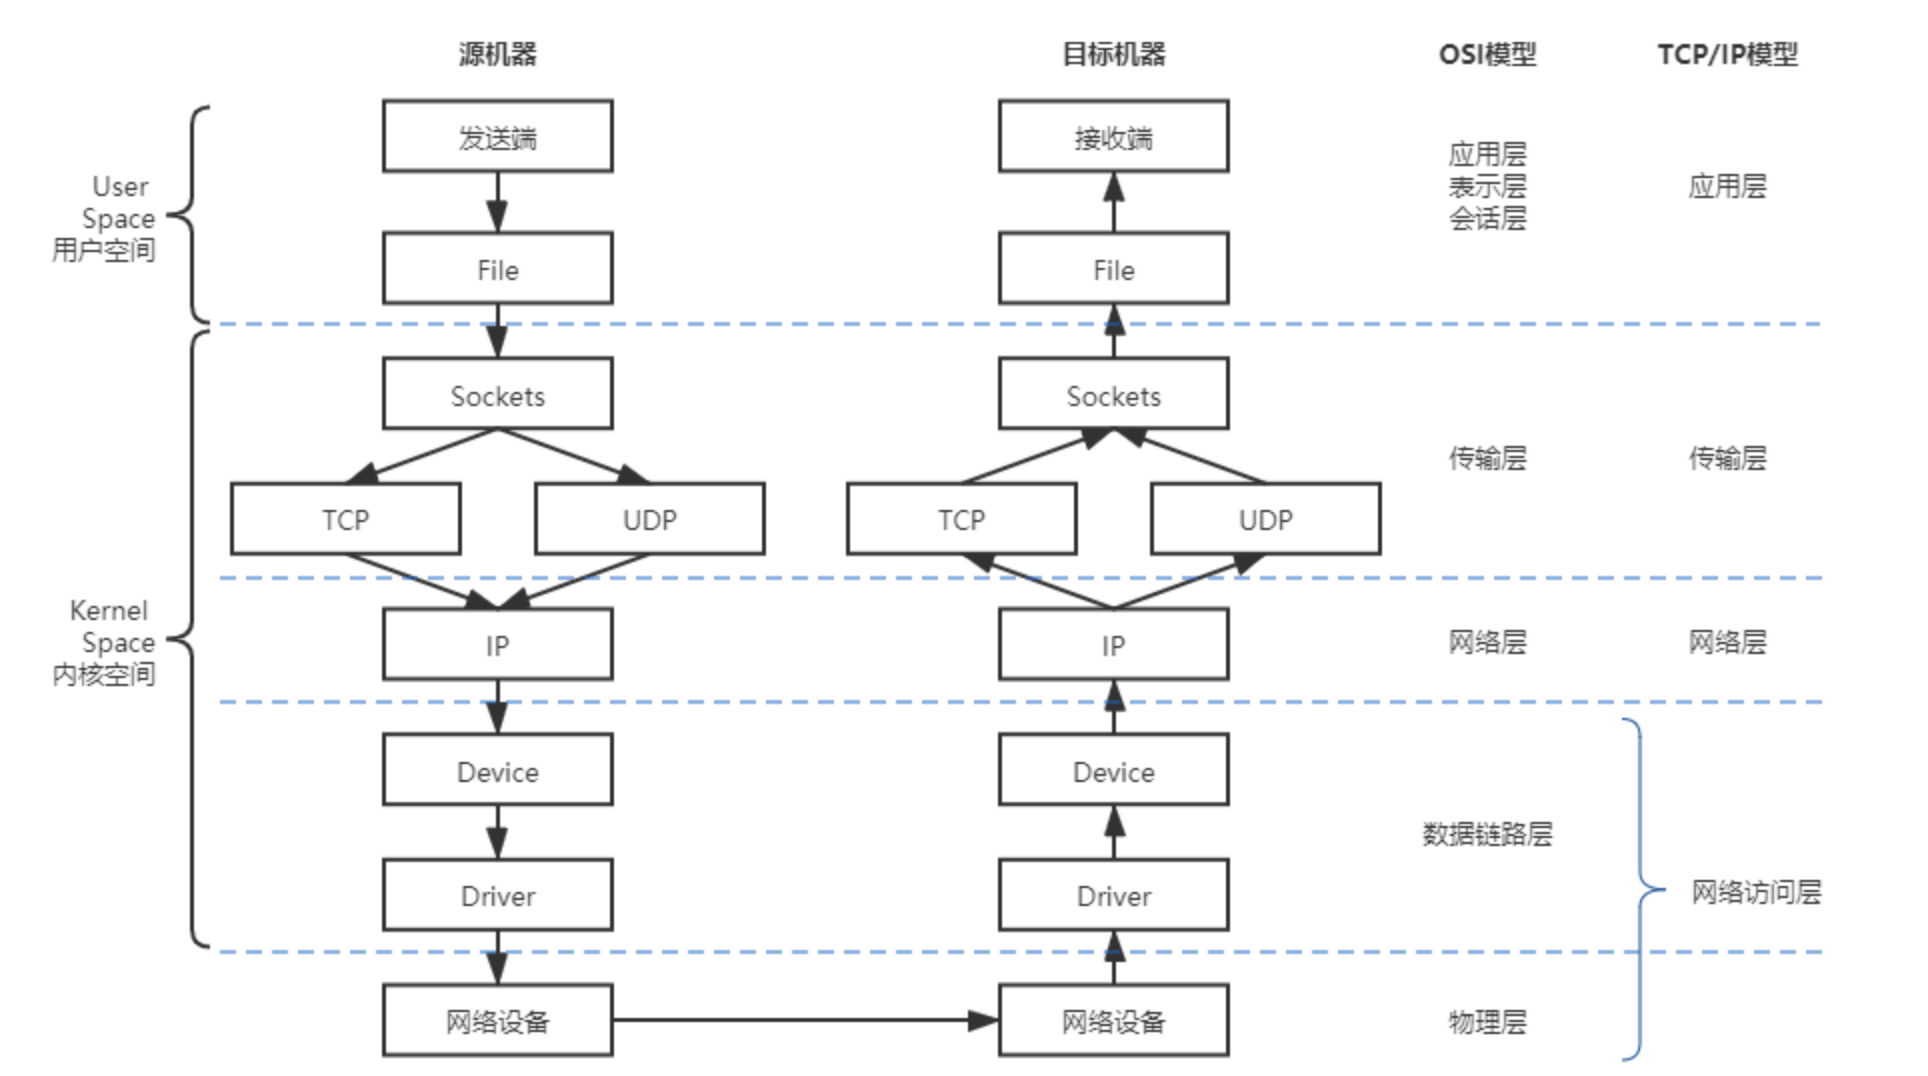 源机器
目标机器
OSI模型
TCP/IP模型
发送端
接收端
应用层
表示层
会话层
应用层
User
Space
用户空间
File
File
Sockets
Sockets
传输层
传输层
TCP
UDP
TCP
UDP
Kernel
Space
内核空间
IP
IP
网络层
网络层
Device
Device
数据链路层
Driver
Driver
网络访问层
网络设备
网络设备
物理层